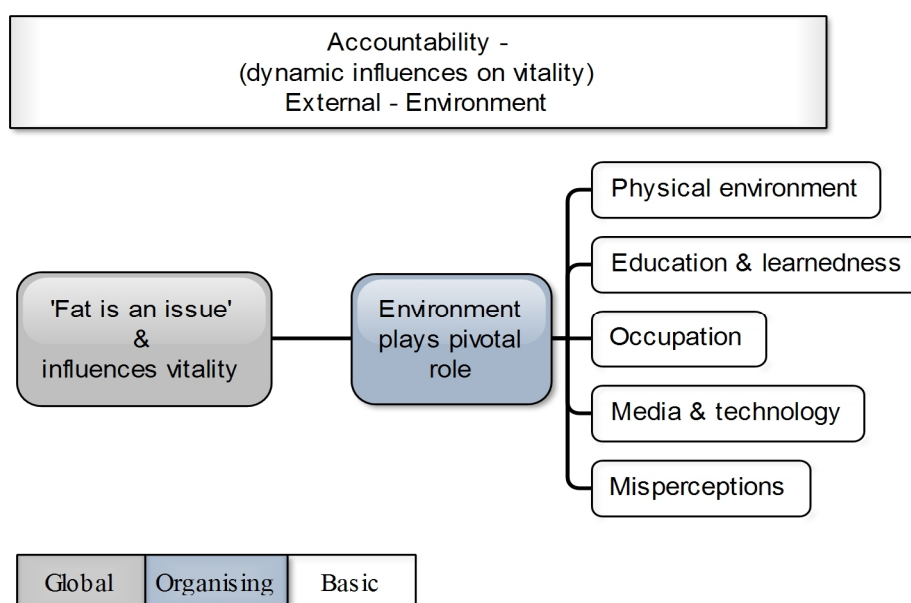 Accountability -
(dynamic influences on vitality)
External - Environment
Physical environment
Education & learnedness
'Fat is an issue'
&
influences vitality
Environment
plays pivotal
role
Occupation
Media & technology
Misperceptions
Global
Organising
Basic